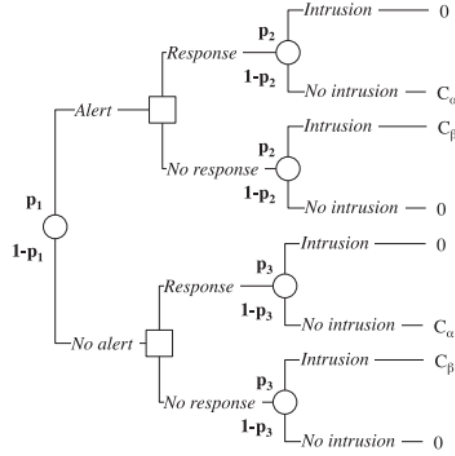 Intrusion 0
p2
Response
1-p2
No intrusion Cα
Alert
Intrusion Cβ
p2
No response
1-p2
p1
No intrusion 0
1-p1
Intrusion 0
p3
Response
1-p3
No intrusion Cα
No alert
Intrusion Cβ
p3
No response
1-p3
No intrusion 0